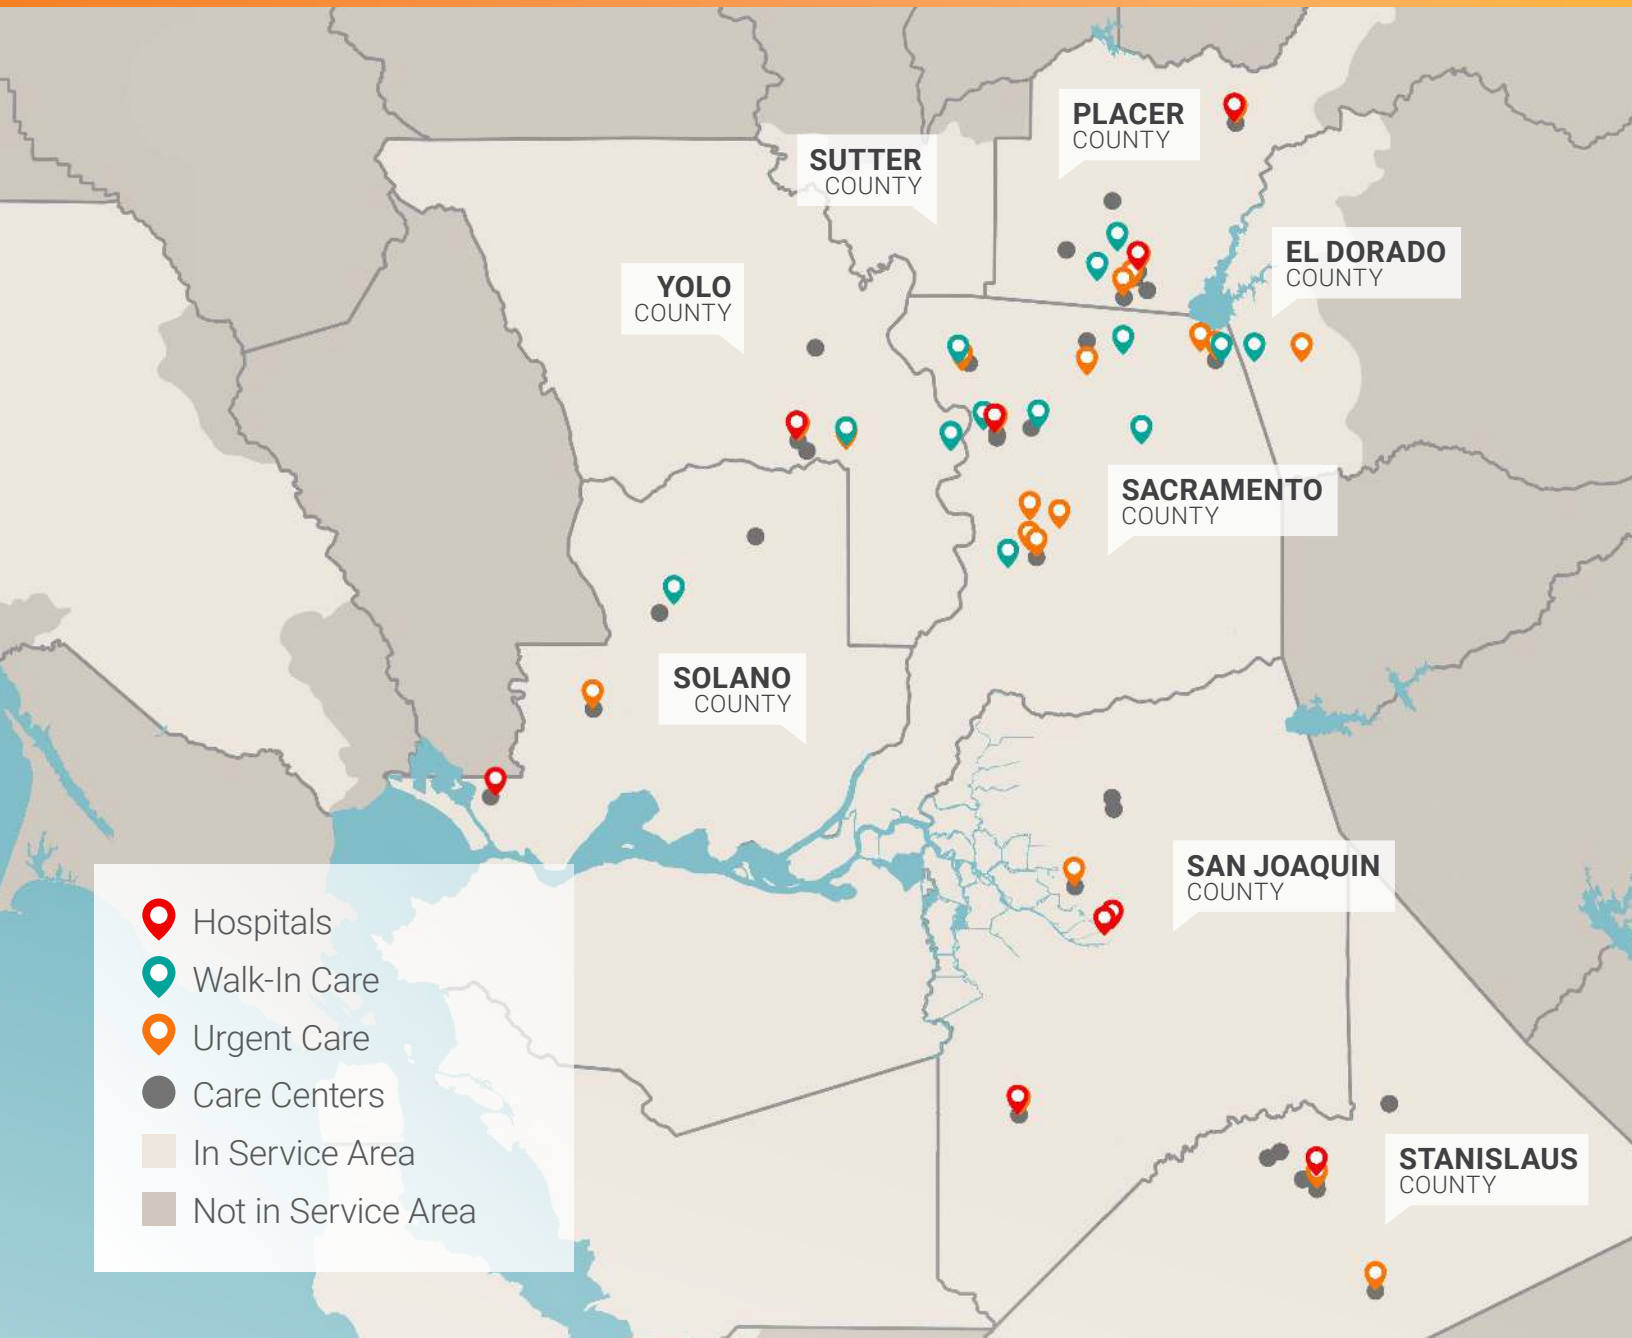 PLACER
COUNTY
SUTTER
COUNTY
EL DORADO
COUNTY
YOLO
COUNTY
SACRAMENTO
COUNTY
SOLANO
COUNTY
SAN JOAQUIN
COUNTY
STANISLAUS
COUNTY
Hospitals
Walk-In Care
Urgent Care
Care Centers
In Service Area
Not in Service Area